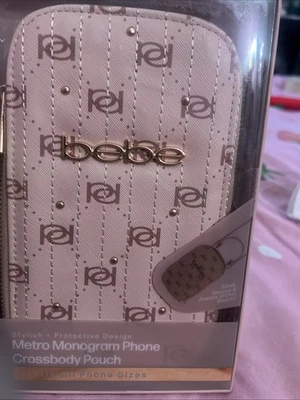 bebe
Stylish + Protective Design
Metro Monogram Phone
Crossbody Pouch
Phone Sizes